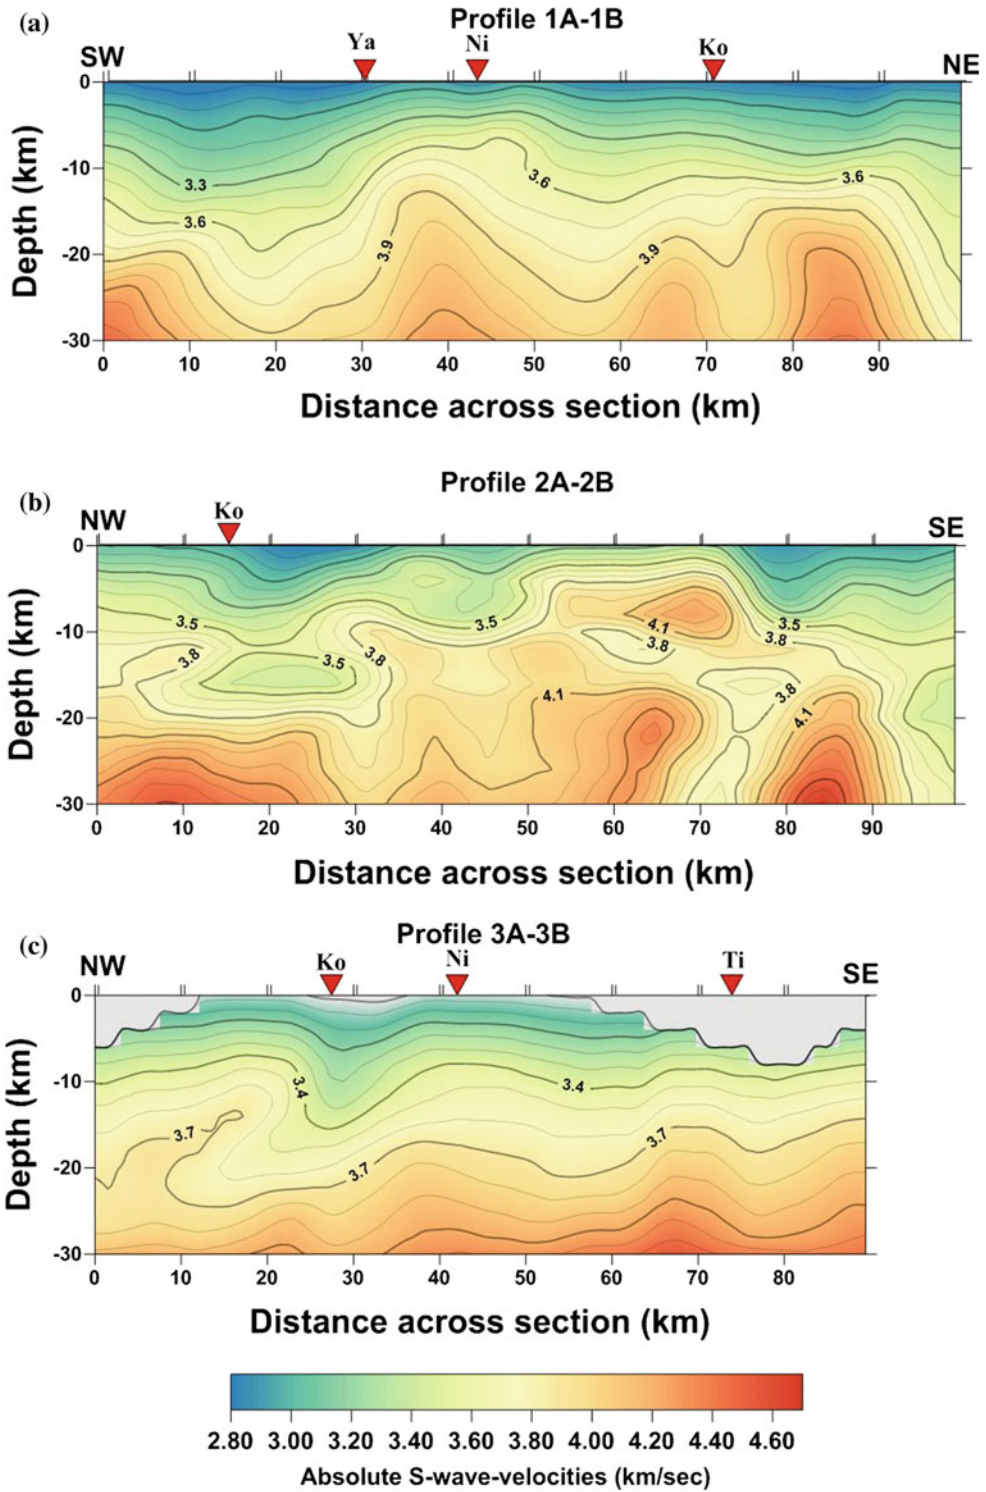 (a)
Profile 1A-1B
SW Ya Ni Ko NE
Depth (km)
0
-10
-20
-30
3.3
3.6
3.9
3.6
3.9
3.6
0 10 20 30 40 50 60 70 80 90
Distance across section (km)
(b)
Profile 2A-2B
NW Ko SE
Depth (km)
0
-10
-20
-30
3.5
3.8
3.5
3.8
3.5
4.1
4.1
3.8
3.5
3.8
3.8
4.1
0 10 20 30 40 50 60 70 80 90
Distance across section (km)
(c)
Profile 3A-3B
NW Ko Ni Ti SE
Depth (km)
0
-10
-20
-30
3.4
3.4
3.7
3.7
3.7
0 10 20 30 40 50 60 70 80
Distance across section (km)
2.80 3.00 3.20 3.40 3.60 3.80 4.00 4.20 4.40 4.60
Absolute S-wave-velocities (km/sec)